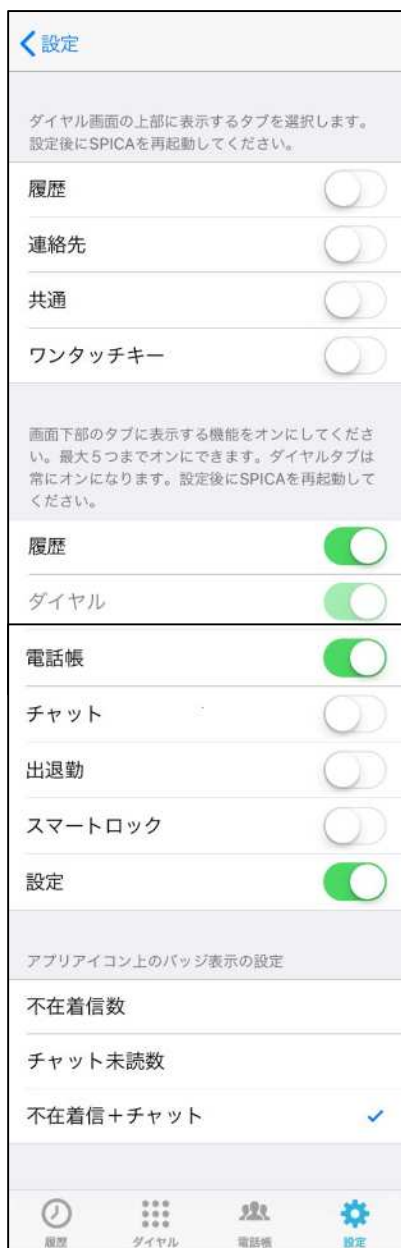 設定
ダイヤル画面の上部に表示するタブを選択します。
設定後にSPICAを再起動してください。
履歴
連絡先
共通
ワンタッチキー
画面下部のタブに表示する機能をオンにしてくださ
い。最大５つまでオンにできます。ダイヤルタブは
常にオンになります。設定後にSPICAを再起動して
ください。
履歴
ダイヤル
電話帳
チャット
出退勤
スマートロック
設定
アプリアイコン上のバッジ表示の設定
不在着信数
チャット未読数
不在着信＋チャット
履歴 ダイヤル 電話帳 設定